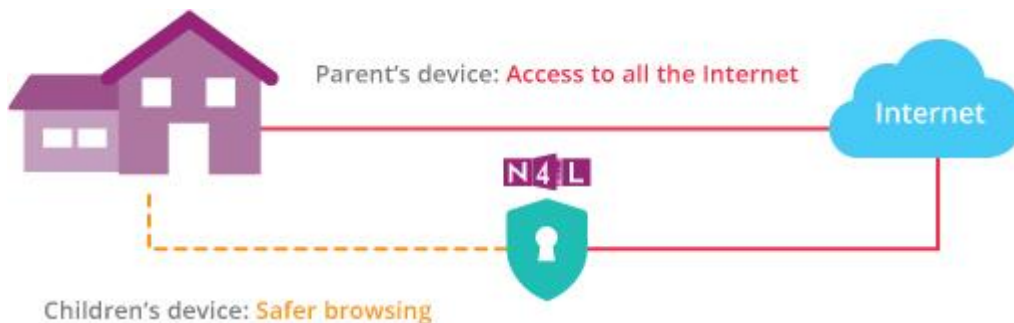 Parent's device: Access to all the Internet
Internet
N4L
Children's device: Safer browsing